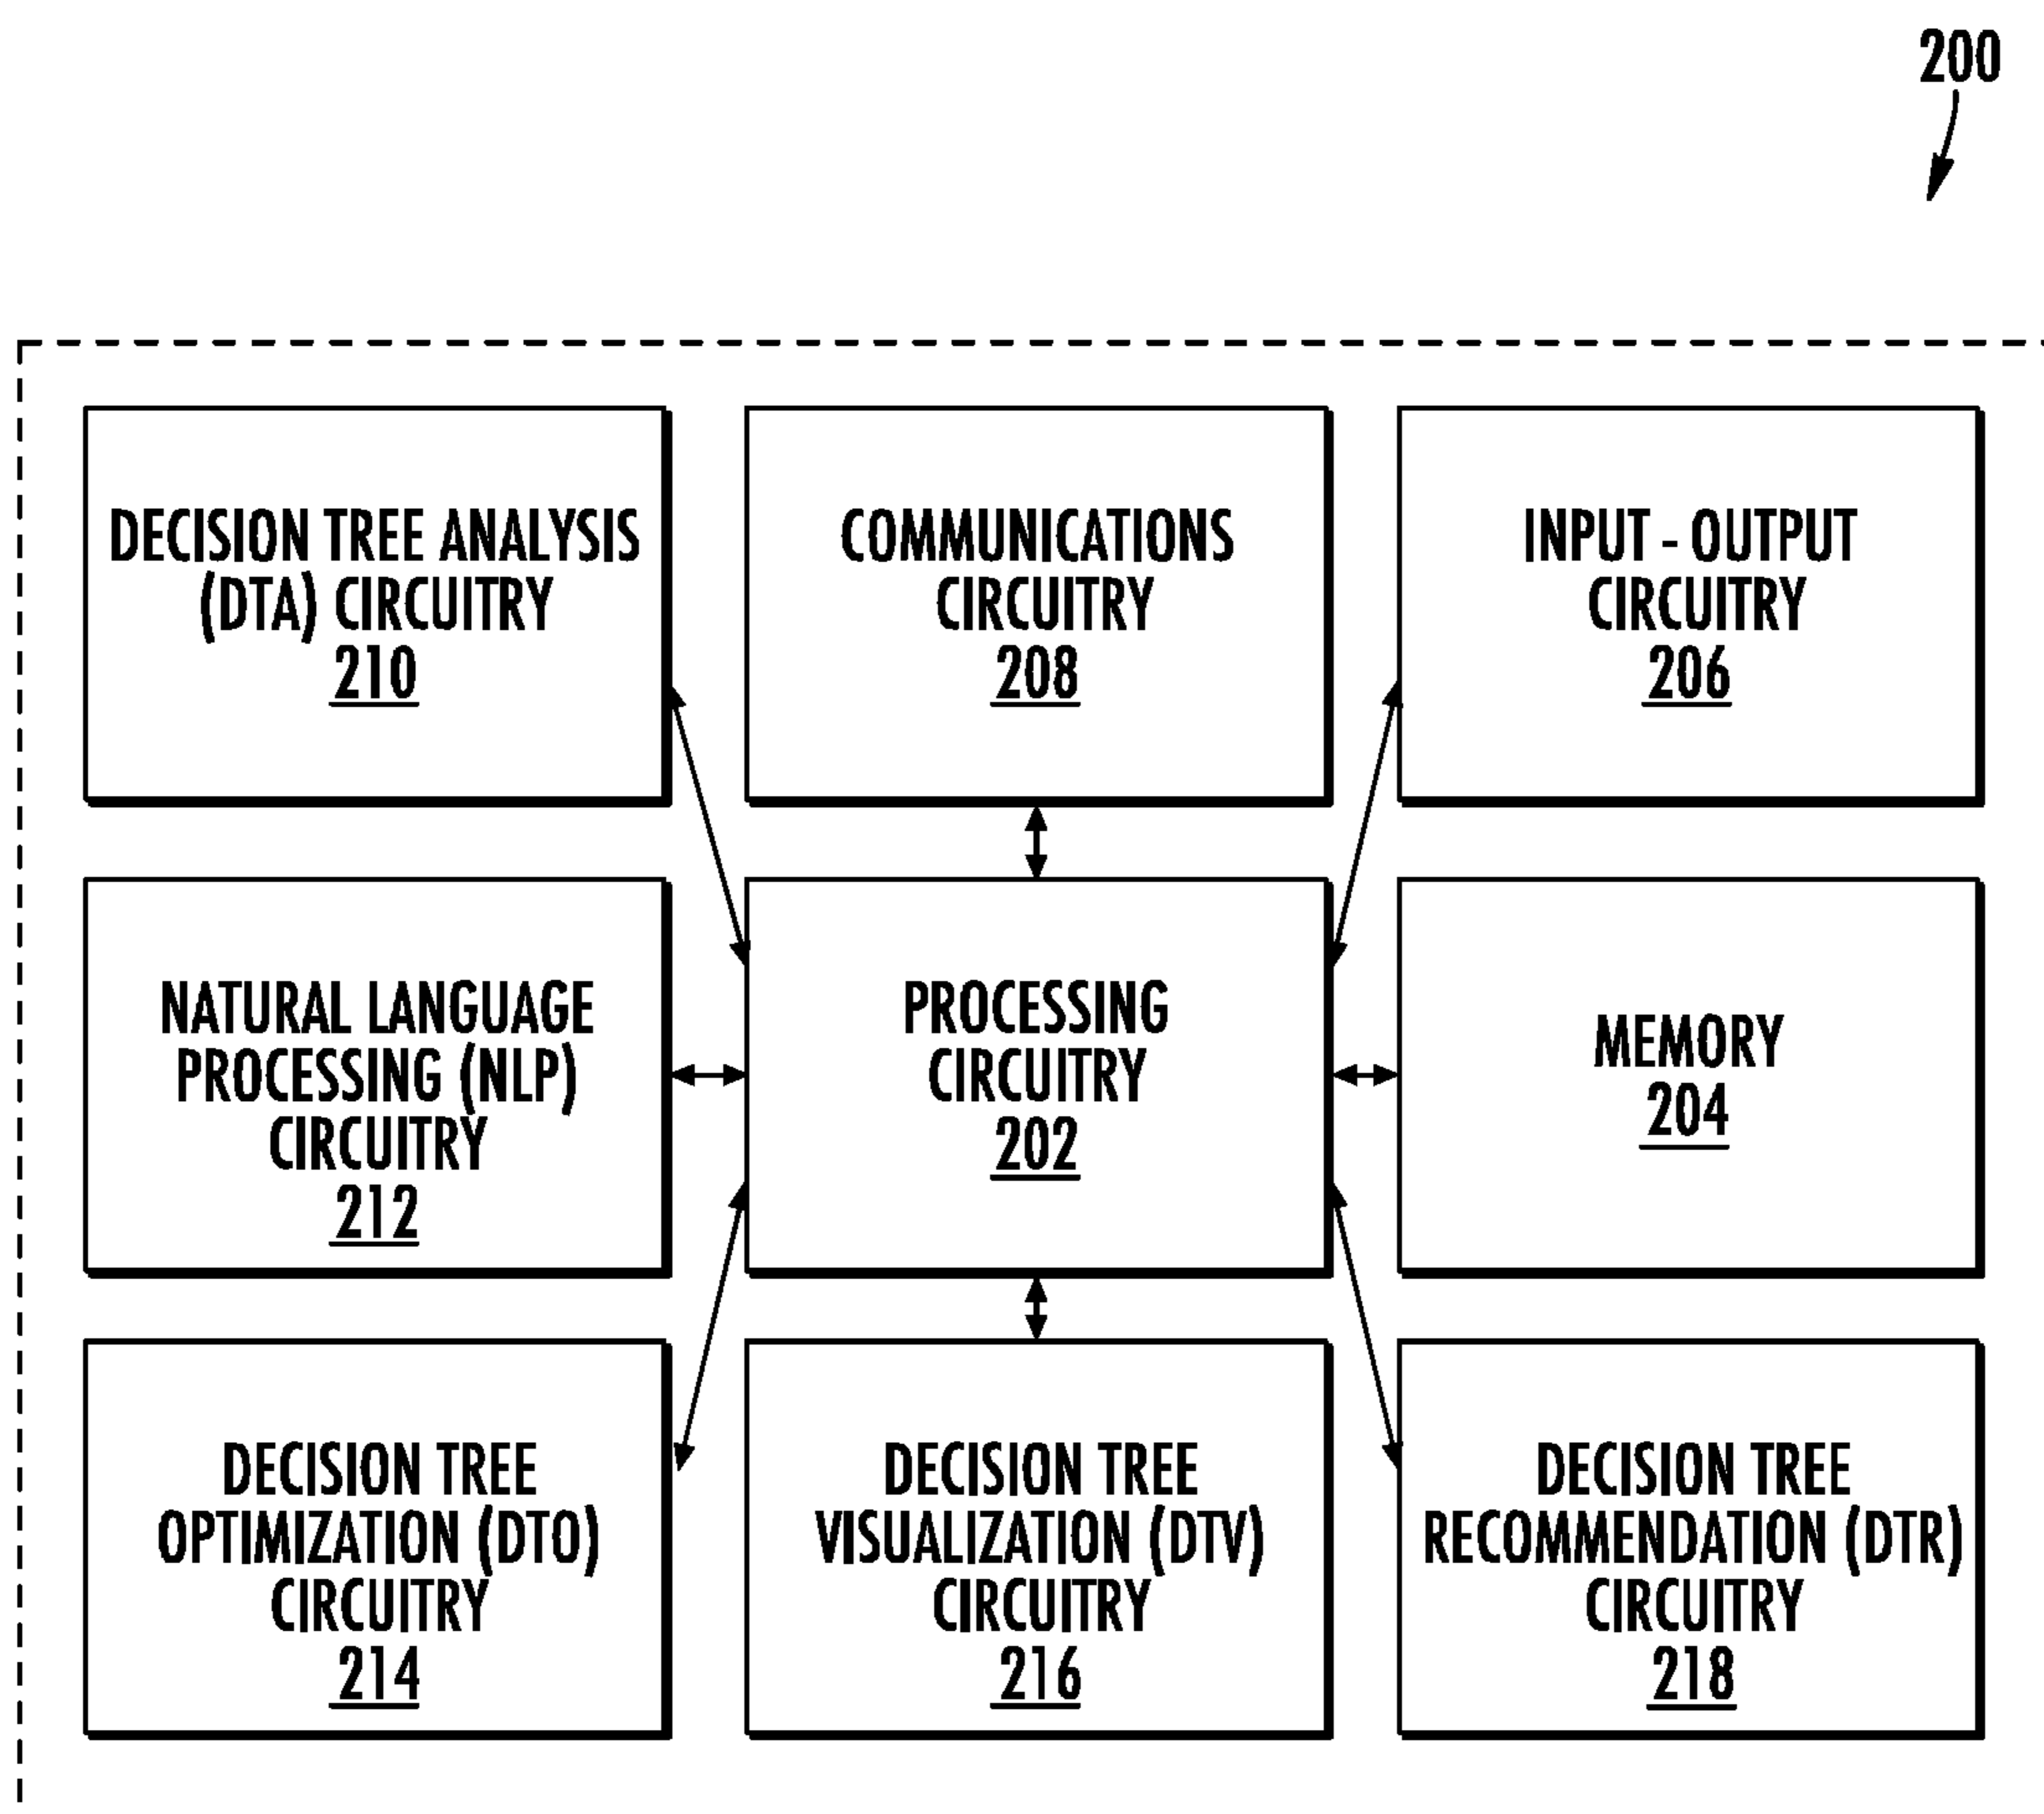 200
DECISION TREE ANALYSIS
(DTA) CIRCUITRY
210
COMMUNICATIONS
CIRCUITRY
208
INPUT - OUTPUT
CIRCUITRY
206
NATURAL LANGUAGE
PROCESSING (NLP)
CIRCUITRY
212
PROCESSING
CIRCUITRY
202
MEMORY
204
DECISION TREE
OPTIMIZATION (DTO)
CIRCUITRY
214
DECISION TREE
VISUALIZATION (DTV)
CIRCUITRY
216
DECISION TREE
RECOMMENDATION (DTR)
CIRCUITRY
218